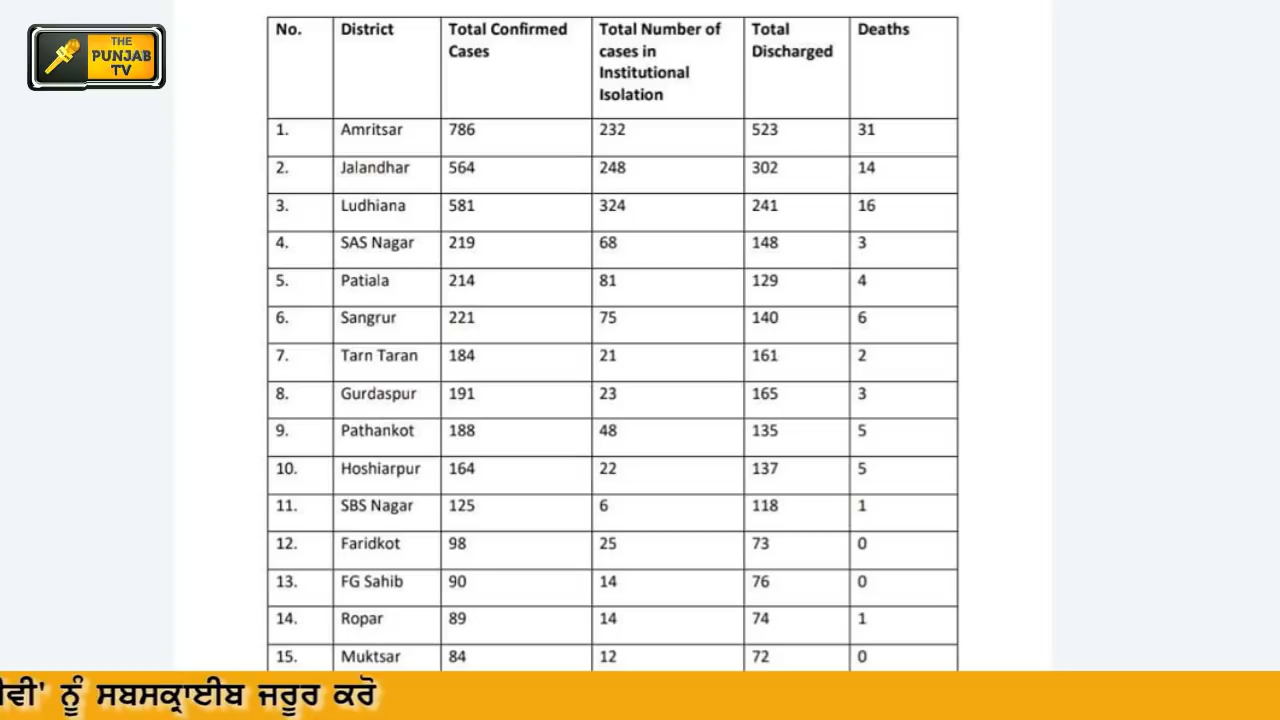 THE
PUNJAB
TV
No. District Total Confirmed Cases Total Number of cases in Institutional Isolation Total Discharged Deaths
1. Amritsar 786 232 523 31
2. Jalandhar 564 248 302 14
3. Ludhiana 581 324 241 16
4. SAS Nagar 219 68 148 3
5. Patiala 214 81 129 4
6. Sangrur 221 75 140 6
7. Tarn Taran 184 21 161 2
8. Gurdaspur 191 23 165 3
9. Pathankot 188 48 135 5
10. Hoshiarpur 164 22 137 5
11. SBS Nagar 125 6 118 1
12. Faridkot 98 25 73 0
13. FG Sahib 90 14 76 0
14. Ropar 89 14 74 1
15. Muktsar 84 12 72 0
ਨੂੰ ਸਬਸਕ੍ਰਾਈਬ ਜਰੂਰ ਕਰੋ